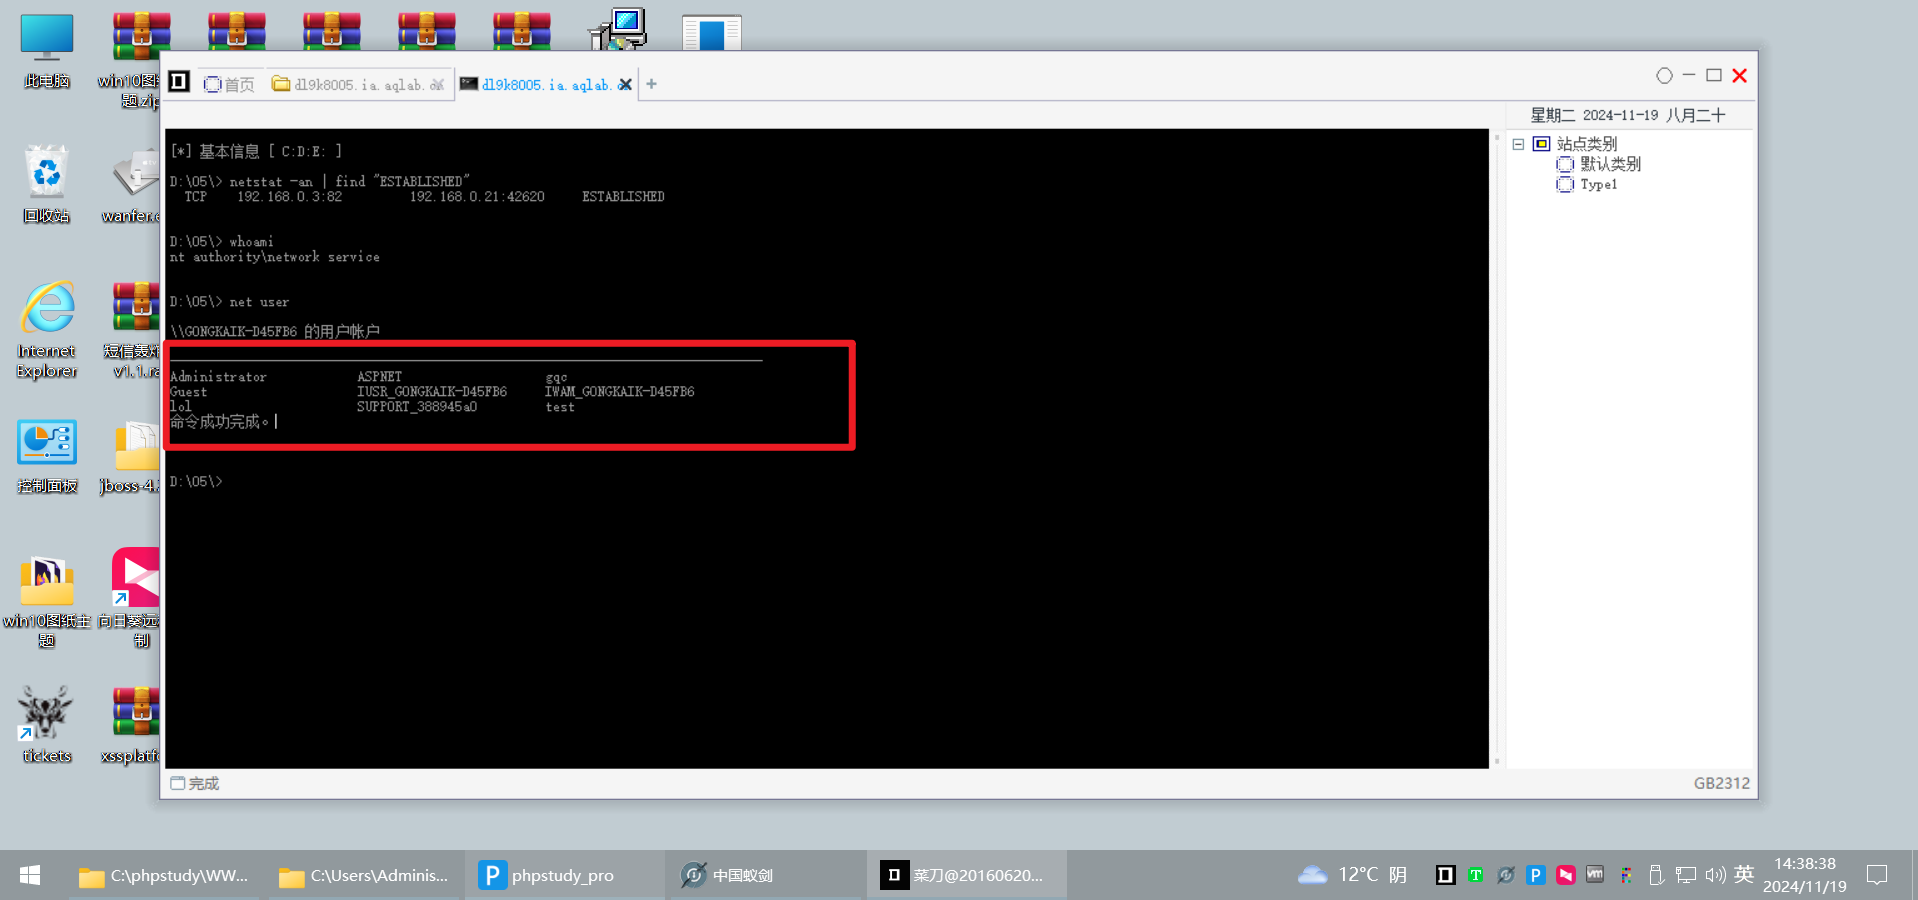 此电脑
win10图
题.zip
回收站
wanfer.e
Internet
Explorer
短信轰炸
v1.1.ra
控制面板
jboss-4.
win10图纸主
题
向日葵远
制
tickets
xssplatfo
首页
dl9k8005.ia.aqlab.
dl9k8005.ia.aqlab.
+
星期二 2024-11-19 八月二十
站点类别
默认类别
Type1
[*] 基本信息 [ C:D:E: ]
D:\05\> netstat -an | find "ESTABLISHED"
TCP 192.168.0.3:82 192.168.0.21:42620 ESTABLISHED
D:\05\> whoami
nt authority\network service
D:\05\> net user
\\GONGKAIK-D45FB6 的用户帐户
Administrator ASPNET gqc
Guest IUSR_GONGKAIK-D45FB6 IWAM_GONGKAIK-D45FB6
lol SUPPORT_388945a0 test
命令成功完成。
D:\05\>
完成
GB2312
C:\phpstudy\WW...
C:\Users\Adminis...
phpstudy_pro
中国蚁剑
菜刀@20160620...
12°C 阴
英
14:38:38
2024/11/19